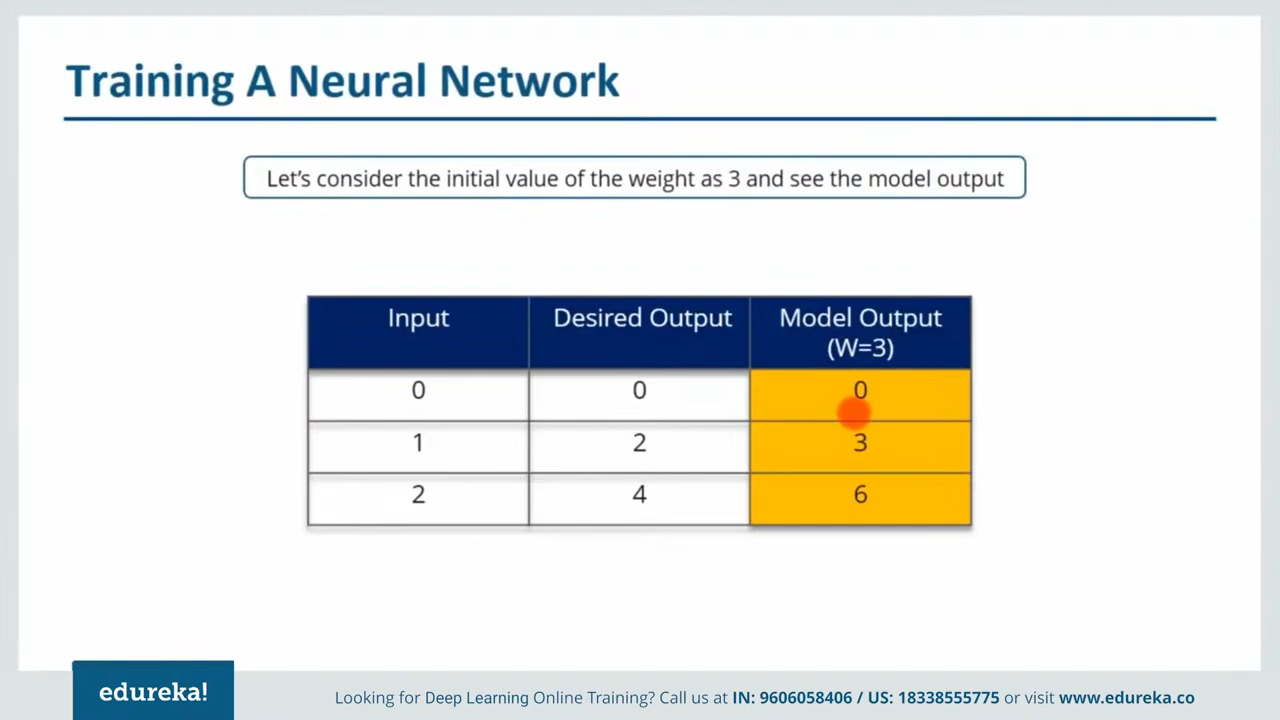 Training A Neural Network
Let's consider the initial value of the weight as 3 and see the model output
Input Desired Output Model Output
(W=3)
0 0 0
1 2 3
2 4 6
edureka!
Looking for Deep Learning Online Training? Call us at IN: 9606058406 / US: 18338555775 or visit www.edureka.co